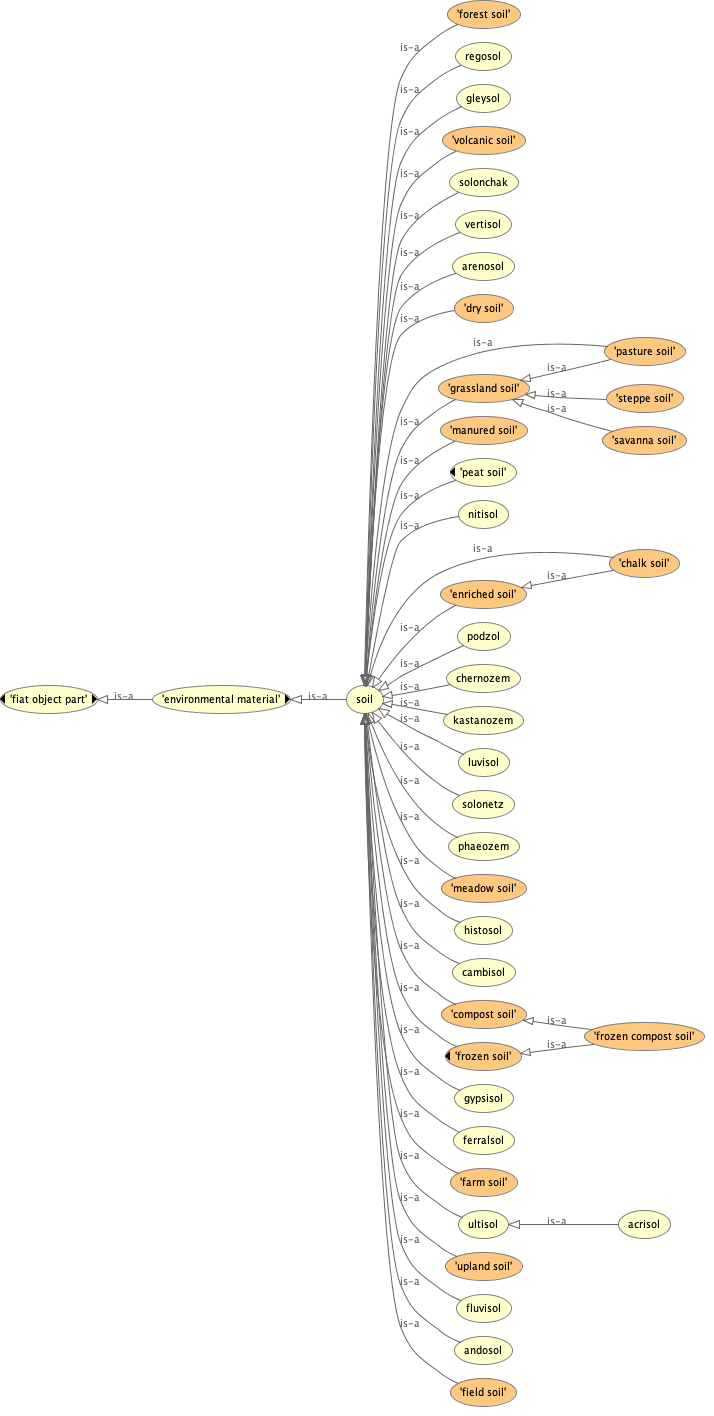 'forest soil'
is-a
regosol
is-a
gleysol
is-a
'volcanic soil'
is-a
solonchak
is-a
vertisol
is-a
arenosol
is-a
'dry soil'
is-a
is-a
'pasture soil'
is-a
'grassland soil'
is-a
'steppe soil'
is-a
is-a
'manured soil'
'savanna soil'
is-a
'peat soil'
is-a
nitisol
is-a
is-a
'chalk soil'
is-a
'enriched soil'
is-a
podzol
is-a
chernozem
is-a
'fiat object part'
is-a
'environmental material'
is-a
soil
is-a
kastanozem
is-a
luvisol
is-a
solonetz
is-a
phaeozem
is-a
'meadow soil'
is-a
histosol
is-a
cambisol
is-a
'compost soil'
is-a
'frozen compost soil'
is-a
'frozen soil'
is-a
is-a
gypsisol
is-a
ferralsol
is-a
'farm soil'
is-a
ultisol
is-a
acrisol
is-a
'upland soil'
is-a
fluvisol
is-a
andosol
is-a
'field soil'